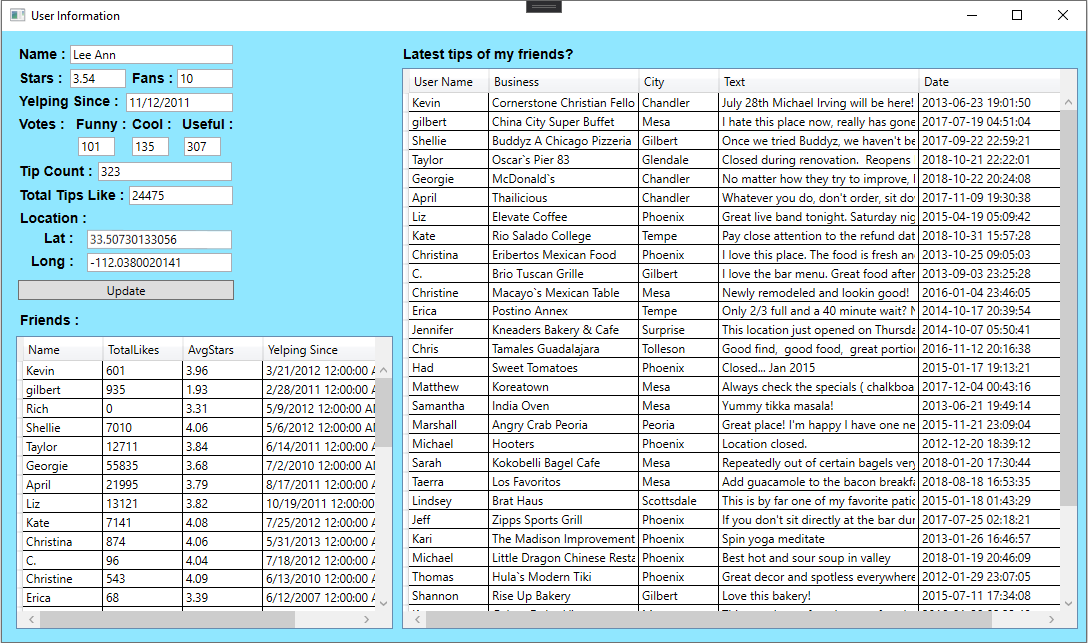 User Information
Name : Lee Ann
Stars : 3.54 Fans : 10
Yelping Since : 11/12/2011
Votes : Funny : Cool : Useful :
101 135 307
Tip Count : 323
Total Tips Like : 24475
Location :
Lat : 33.50730133056
Long : -112.0380020141
Update
Friends :
Name TotalLikes AvgStars Yelping Since
Kevin 601 3.96 3/21/2012 12:00:00 A
gilbert 935 1.93 2/28/2011 12:00:00 A
Rich 0 3.31 5/9/2012 12:00:00 A
Shellie 7010 4.06 5/6/2012 12:00:00 A
Taylor 12711 3.84 6/14/2011 12:00:00 A
Georgie 55835 3.68 7/2/2010 12:00:00 A
April 21995 3.79 8/17/2011 12:00:00 A
Liz 13121 3.82 10/19/2011 12:00:00
Kate 7141 4.08 7/25/2012 12:00:00 A
Christina 874 4.06 5/31/2013 12:00:00 A
C. 96 4.04 7/18/2012 12:00:00 A
Christine 543 4.09 6/13/2010 12:00:00 A
Erica 68 3.39 6/12/2007 12:00:00 A
Latest tips of my friends?
User Name Business City Text Date
Kevin Cornerstone Christian Fello Chandler July 28th Michael Irving will be here! 2013-06-23 19:01:50
gilbert China City Super Buffet Mesa I hate this place now, really has gone 2017-07-19 04:51:04
Shellie Buddyz A Chicago Pizzeria Gilbert Once we tried Buddyz, we haven't be 2017-09-22 22:59:21
Taylor Oscar`s Pier 83 Glendale Closed during renovation.  Reopens 2018-10-21 22:22:01
Georgie McDonald`s Chandler No matter how they try to improve, 2018-10-22 20:24:08
April Thailicious Chandler Whatever you do, don't order, sit do 2017-11-09 19:30:38
Liz Elevate Coffee Phoenix Great live band tonight. Saturday nig 2015-04-19 05:09:42
Kate Rio Salado College Tempe Pay close attention to the refund dat 2018-10-31 15:57:28
Christina Eribertos Mexican Food Phoenix I love this place. The food is fresh an 2013-10-25 09:05:03
C. Brio Tuscan Grille Gilbert I love the bar menu. Great food after 2013-09-03 23:25:28
Christine Macayo`s Mexican Table Mesa Newly remodeled and lookin good! 2016-01-04 23:46:05
Erica Postino Annex Tempe Only 2/3 full and a 40 minute wait? 2014-10-17 20:39:54
Jennifer Kneaders Bakery & Cafe Surprise This location just opened on Thursda 2014-10-07 05:50:41
Chris Tamales Guadalajara Tolleson Good find,  good food,  great portio 2016-11-12 20:16:38
Had Sweet Tomatoes Phoenix Closed... Jan 2015 2015-01-17 19:13:21
Matthew Koreatown Mesa Always check the specials ( chalkboa 2017-12-04 00:43:16
Samantha India Oven Mesa Yummy tikka masala! 2013-06-21 19:49:14
Marshall Angry Crab Peoria Peoria Great place! I'm happy I have one ne 2015-11-21 23:09:04
Michael Hooters Phoenix Location closed. 2012-12-20 18:39:12
Sarah Kokobelli Bagel Cafe Mesa Repeatedly out of certain bagels very 2018-01-20 17:30:44
Taerra Los Favoritos Mesa Add guacamole to the bacon breakfa 2018-08-18 16:53:35
Lindsey Brat Haus Scottsdale This is by far one of my favorite patio 2015-01-18 01:43:29
Jeff Zipps Sports Grill Phoenix If you don't sit directly at the bar dur 2017-07-25 02:18:21
Kari The Madison Improvement Phoenix Spin yoga meditate 2013-01-26 16:46:57
Michael Little Dragon Chinese Resta Phoenix Best hot and sour soup in valley 2018-01-19 20:46:09
Thomas Hula`s Modern Tiki Phoenix Great decor and spotless everywhere 2012-01-29 23:07:05
Shannon Rise Up Bakery Gilbert Love this bakery! 2015-07-11 17:34:08